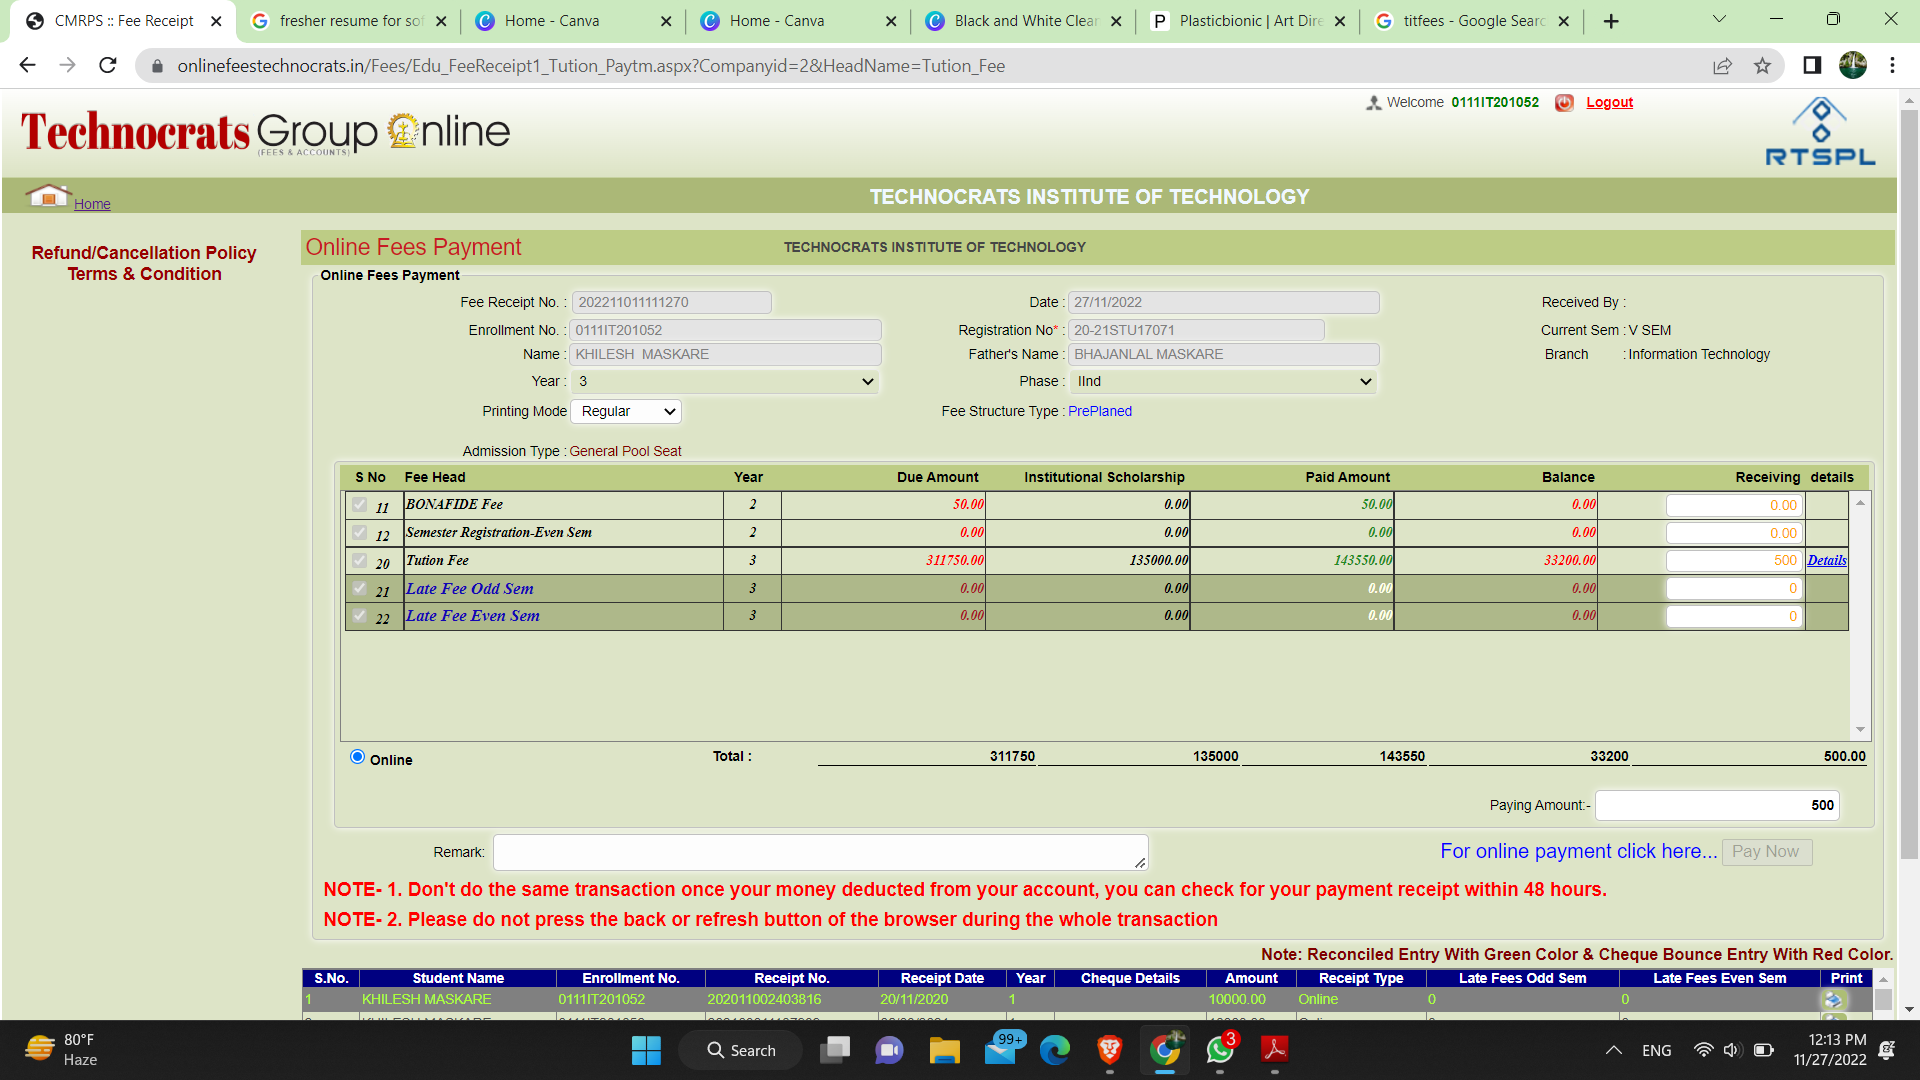 CMRPS :: Fee Receipt
fresher resume for sof
Home - Canva
Home - Canva
Black and White Clean
Plasticbionic | Art Dire
titfees - Google Searc
onlinefeestechnocrats.in/Fees/Edu_FeeReceipt1_Tution_Paytm.aspx?Companyid=2&HeadName=Tution_Fee
Welcome 0111IT201052 Logout
Technocrats Group Online
(FEES & ACCOUNTS)
RTSPL
Home
TECHNOCRATS INSTITUTE OF TECHNOLOGY
Refund/Cancellation Policy
Terms & Condition
Online Fees Payment TECHNOCRATS INSTITUTE OF TECHNOLOGY
Online Fees Payment
Fee Receipt No. : 202211011111270 Date : 27/11/2022 Received By :
Enrollment No. : 0111IT201052 Registration No* : 20-21STU17071 Current Sem : V SEM
Name : KHILESH MASKARE Father's Name : BHAJANLAL MASKARE Branch : Information Technology
Year : 3 Phase : IInd
Printing Mode Regular Fee Structure Type : PrePlaned
Admission Type : General Pool Seat
S No Fee Head Year Due Amount Institutional Scholarship Paid Amount Balance Receiving details
11 BONAFIDE Fee 2 50.00 0.00 50.00 0.00 0.00
12 Semester Registration-Even Sem 2 0.00 0.00 0.00 0.00 0.00
20 Tution Fee 3 311750.00 135000.00 143550.00 33200.00 500 Details
21 Late Fee Odd Sem 3 0.00 0.00 0.00 0.00 0
22 Late Fee Even Sem 3 0.00 0.00 0.00 0.00 0
Online Total : 311750 135000 143550 33200 500.00
Paying Amount:- 500
Remark: For online payment click here... Pay Now
NOTE- 1. Don't do the same transaction once your money deducted from your account, you can check for your payment receipt within 48 hours.
NOTE- 2. Please do not press the back or refresh button of the browser during the whole transaction
Note: Reconciled Entry With Green Color & Cheque Bounce Entry With Red Color.
S.No. Student Name Enrollment No. Receipt No. Receipt Date Year Cheque Details Amount Receipt Type Late Fees Odd Sem Late Fees Even Sem Print
1 KHILESH MASKARE 0111IT201052 202011002403816 20/11/2020 1 10000.00 Online 0 0
80°F
Haze
Search
99+
3
ENG
12:13 PM
11/27/2022